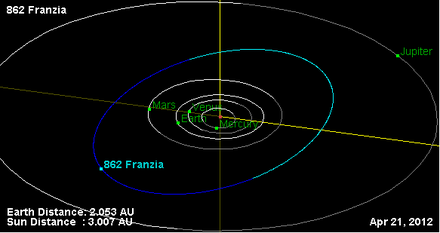 862 Franzia
Jupiter
Mars
Venus
Earth
Mercury
862 Franzia
Earth Distance: 2.053 AU
Sun Distance  : 3.007 AU
Apr 21, 2012